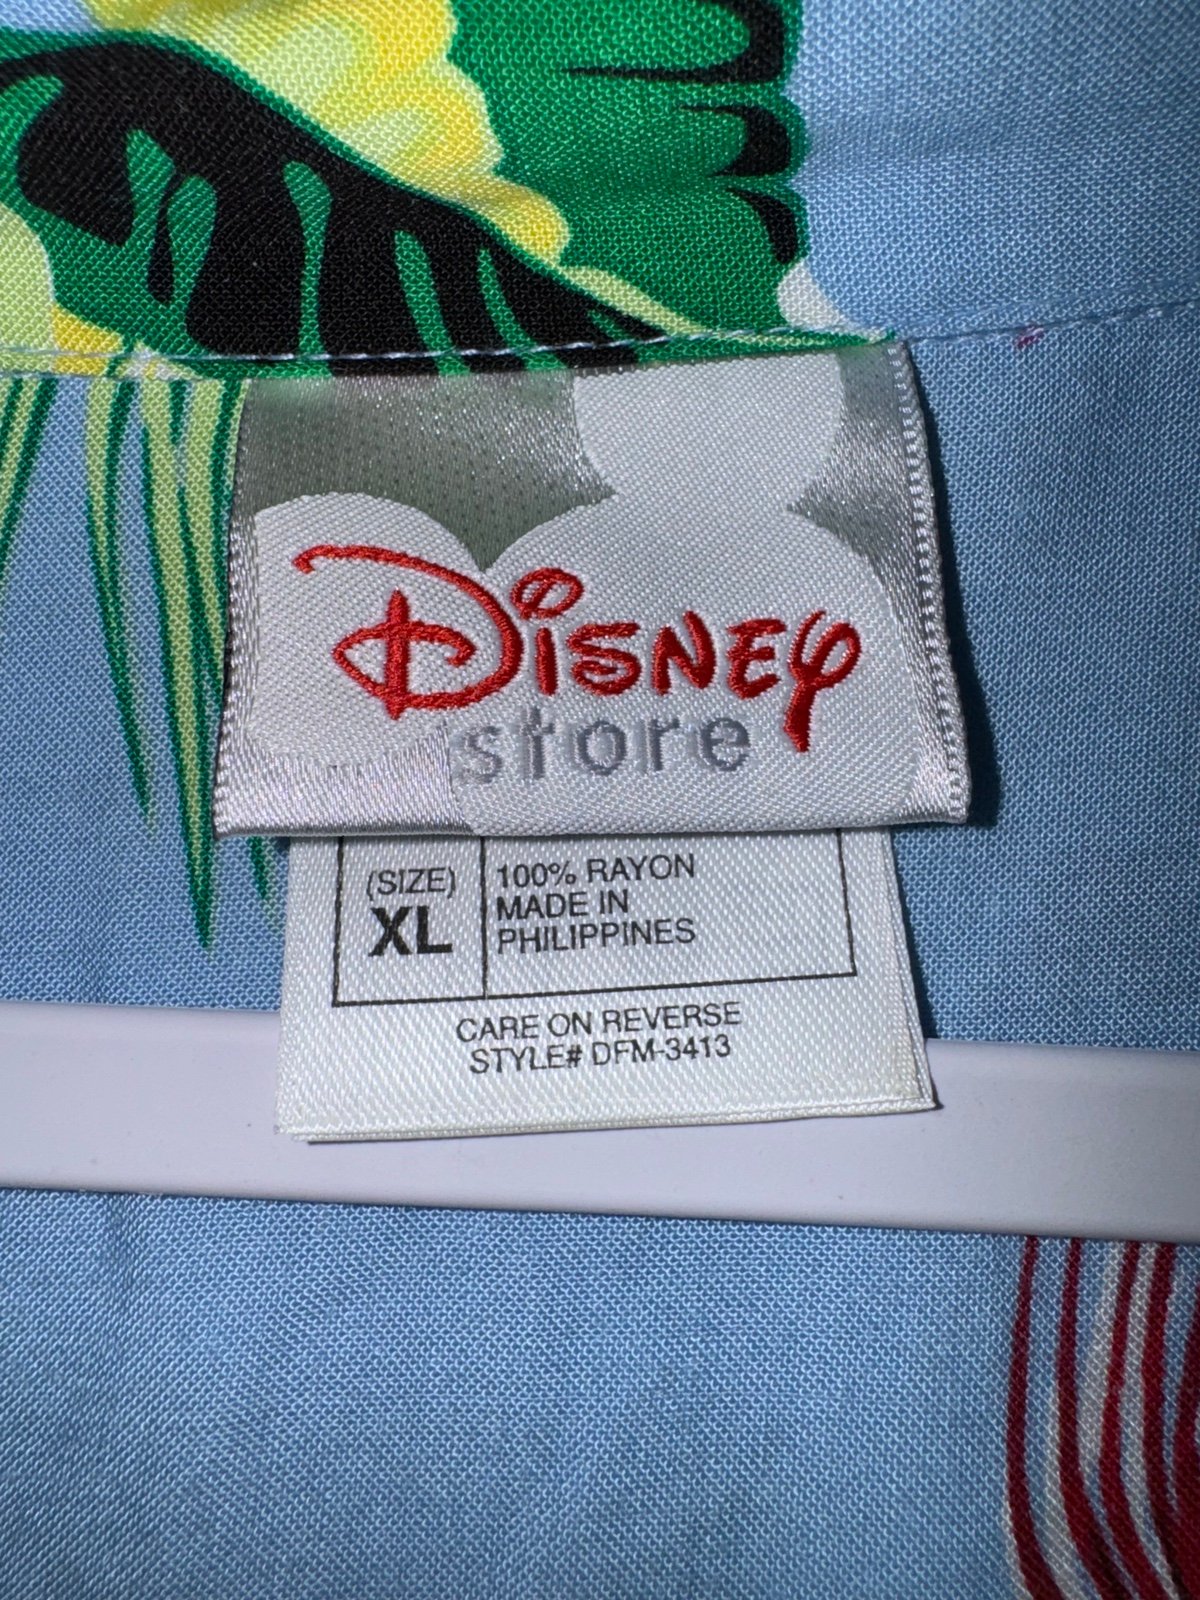 Disney
store
(SIZE)
XL
100% RAYON
MADE IN
PHILIPPINES
CARE ON REVERSE
STYLE# DFM-3413